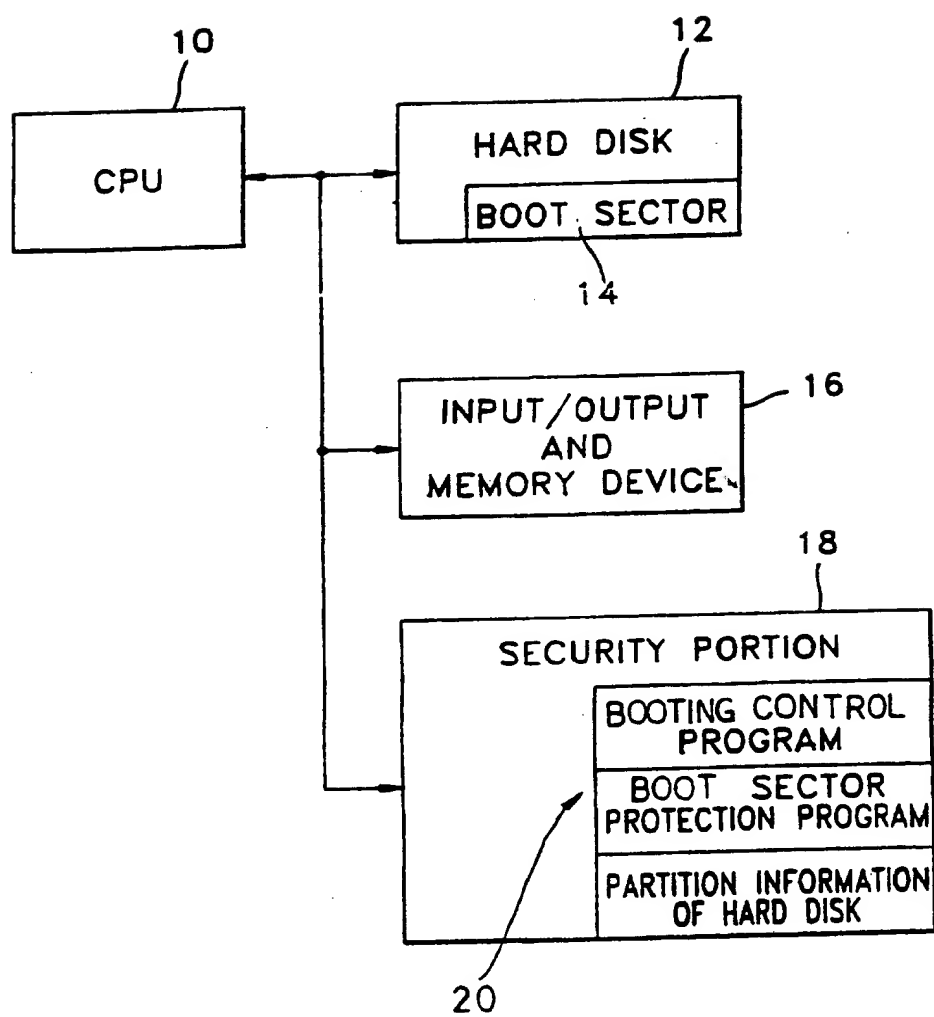 10
12
CPU
HARD DISK
BOOT SECTOR
14
16
INPUT/OUTPUT
AND
MEMORY DEVICE
18
SECURITY PORTION
BOOTING CONTROL
PROGRAM
BOOT SECTOR
PROTECTION PROGRAM
PARTITION INFORMATION
OF HARD DISK
20